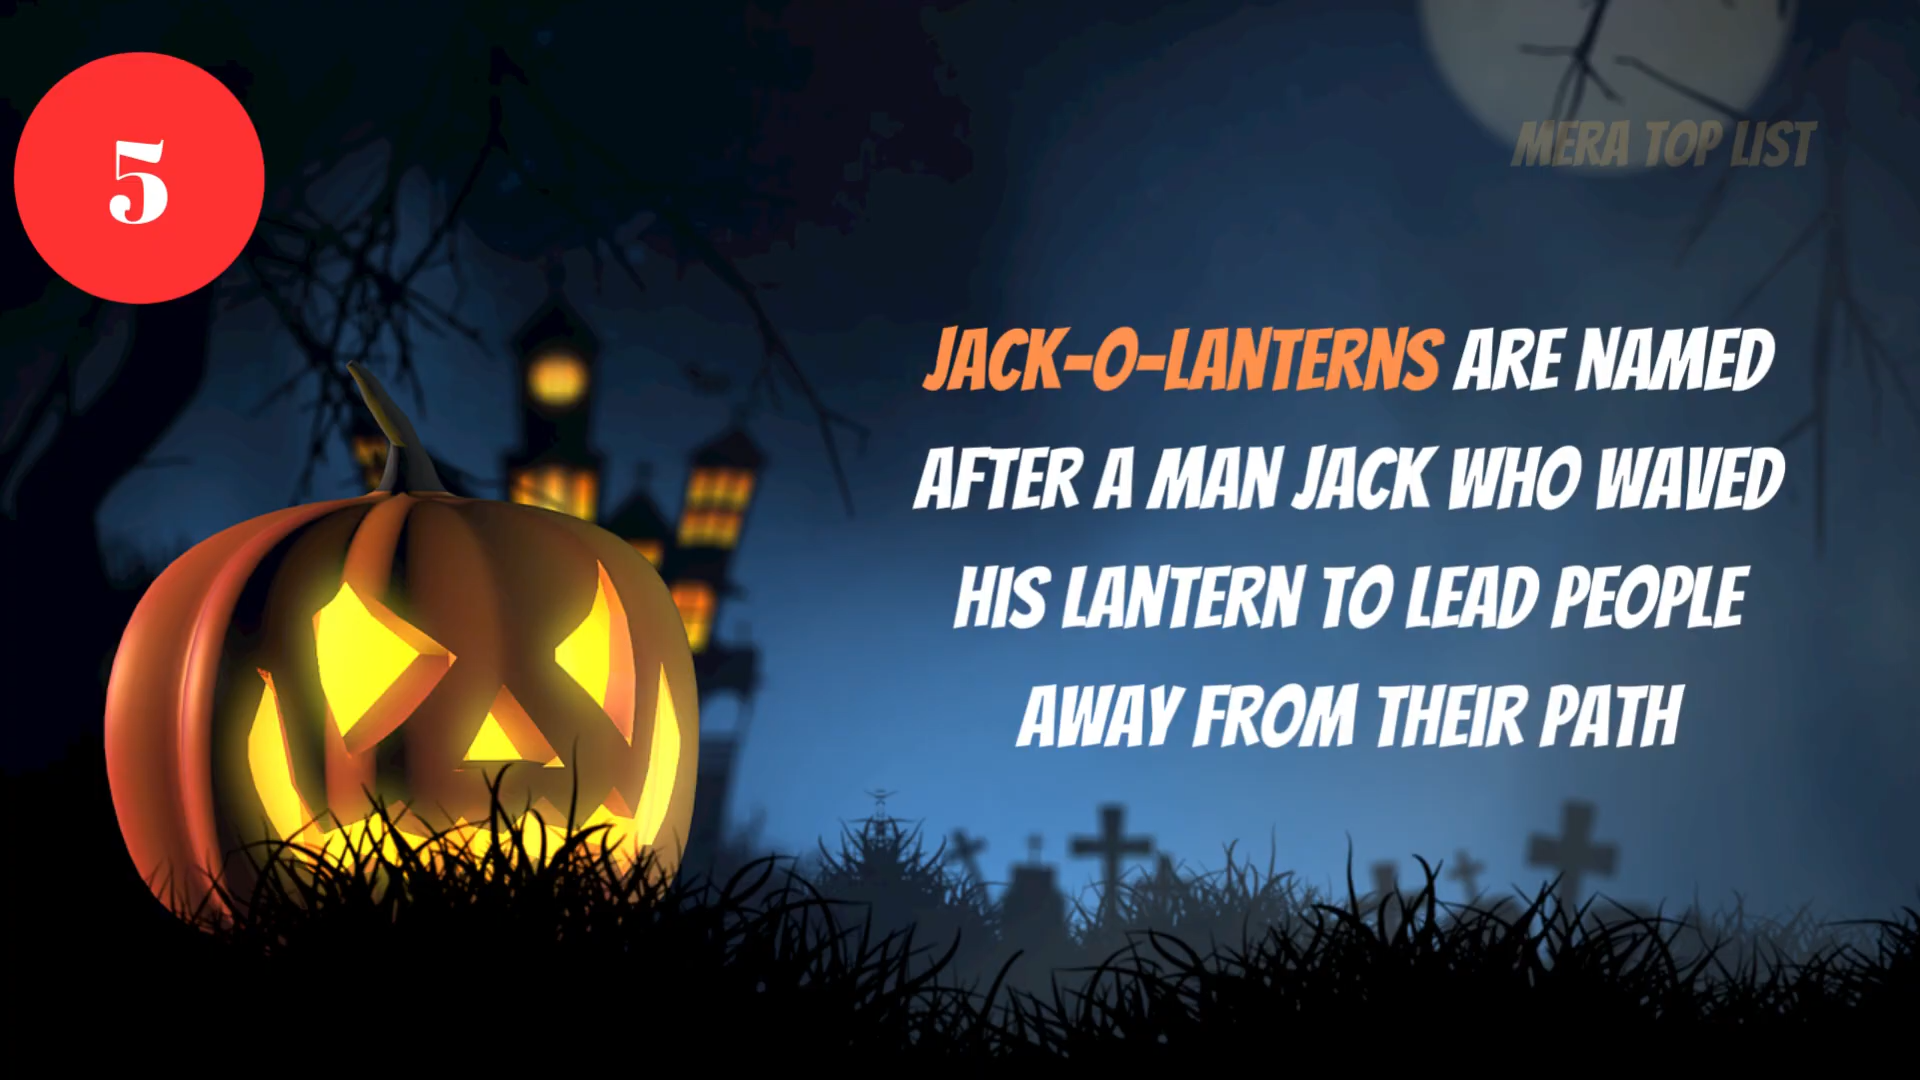 5
MERA TOP LIST
JACK-O-LANTERNS ARE NAMED
AFTER A MAN JACK WHO WAVED
HIS LANTERN TO LEAD PEOPLE
AWAY FROM THEIR PATH